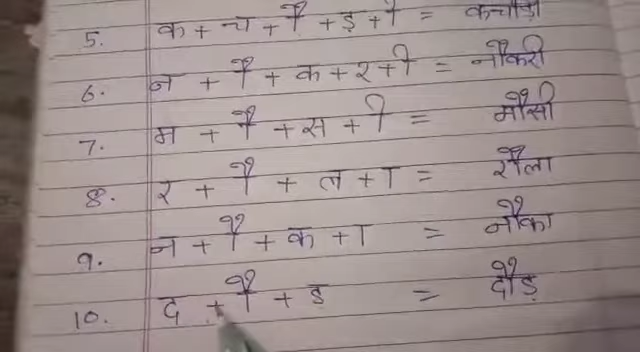 5. क + च + ौ + ड़ + ी = कचौड़ी
6. न + ौ + क + र + ी = नौकरी
7. म + ौ + स + ी = मौसी
8. र + ौ + ल + ा = रौला
9. न + ौ + क + ा = नौका
10. द + ौ + ड = दौड़